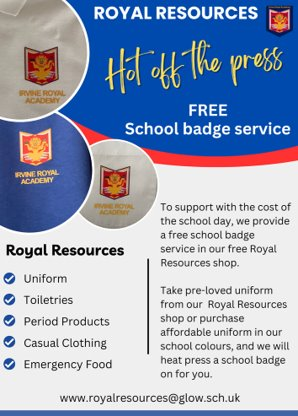 ROYAL RESOURCES
Hot off the press
FREE
School badge service
IRVINE ROYAL
ACADEMY
IRVINE ROYAL
ACADEMY
IRVINE ROYAL
ACADEMY
To support with the cost of
the school day, we provide
a free school badge
service in our free Royal
Resources shop.
Royal Resources
Uniform
Toiletries
Period Products
Casual Clothing
Emergency Food
Take pre-loved uniform
from our Royal Resources
shop or purchase
affordable uniform in our
school colours, and we will
heat press a school badge
on for you.
www.royalresources@glow.sch.uk